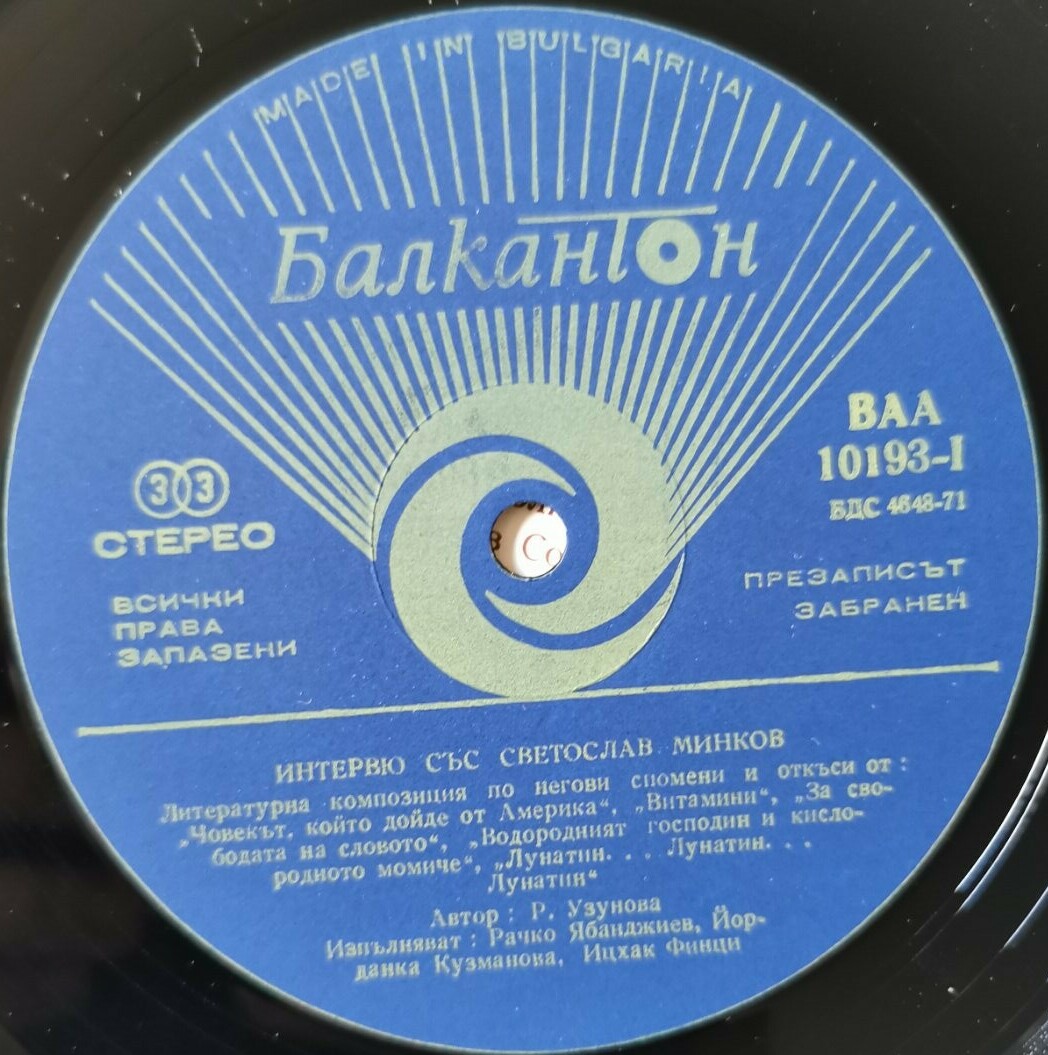 MADE IN BULGARIA
Балкантон
ВАА
10193-I
БДС 4648-71
33
СТЕРЕО
ВСИЧКИ
ПРАВА
ЗАПАЗЕНИ
ПРЕЗАПИСЪТ
ЗАБРАНЕН
ИНТЕРВЮ СЪС СВЕТОСЛАВ МИНКОВ
Литературна композиция по негови спомени и откъси от:
„Човекът, който дойде от Америка“, „Витамини“, „За сво-
бодата на словото“, „Водородният господин и кисло-
родното момиче“, „Лунатин. . . Лунатин. . .
Лунатин“
Автор : Р. Узунова
Изпълняват : Рачко Ябанджиев, Йор-
данка Кузманова, Ицхак Финци